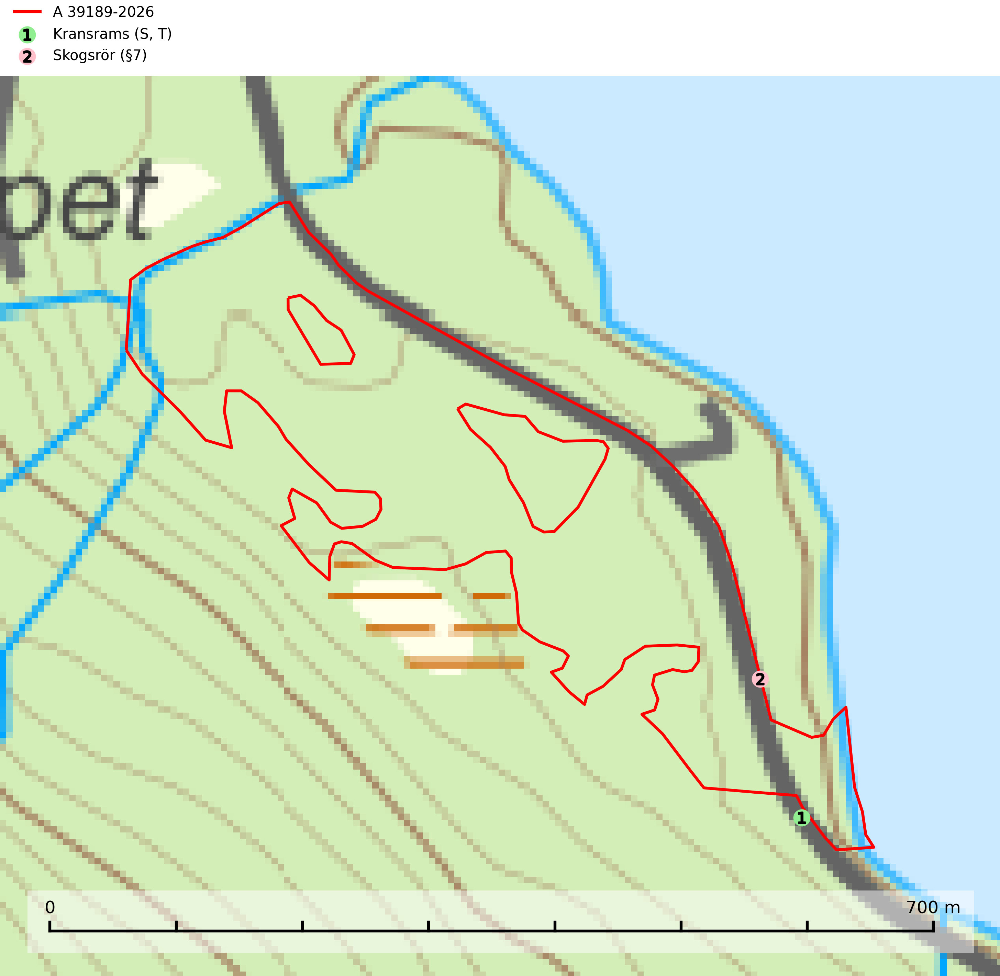 A 39189-2026
1 Kransrams (S, T)
2 Skogsrör (§7)
pet
2
1
0 700 m